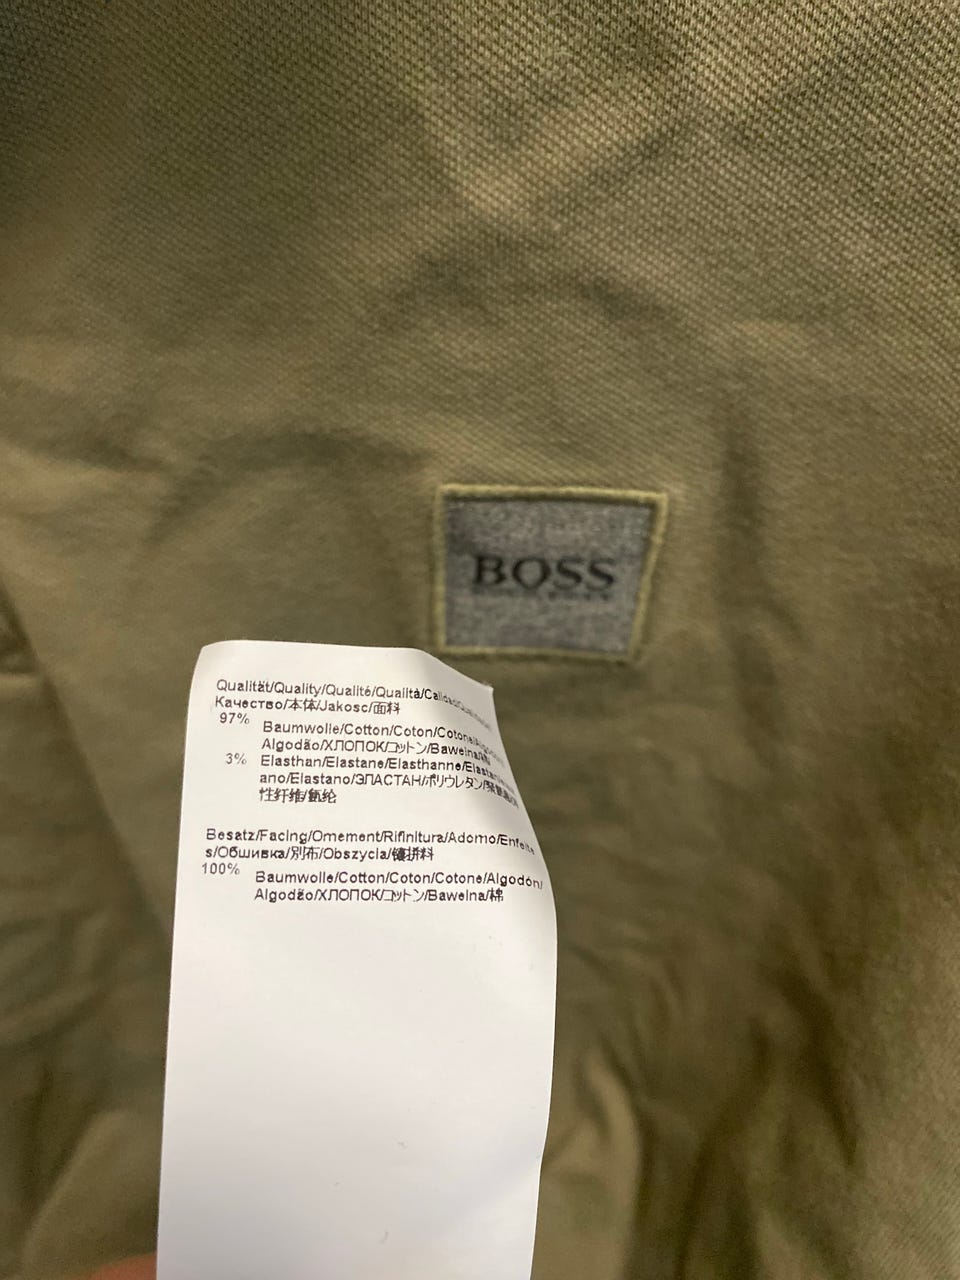 BOSS
Qualität/Quality/Qualité/Qualità/
Качество/本体/Jakosc/面料
97%
Baumwolle/Cotton/Coton/Cotone/
Algodão/ХЛОПОК/コットン/Bawelna/
3%
Elasthan/Elastane/Elasthanne/
ano/Elastano/ЭЛАСТАН/ポリウレタン/
性纤维/氨纶
Besatz/Facing/Ornement/Rifinitura/Adorno/Enfeite
s/Обшивка/別布/Obszycia/镶拼料
100%
Baumwolle/Cotton/Coton/Cotone/Algodón/
Algodão/ХЛОПОК/コットン/Bawelna/棉